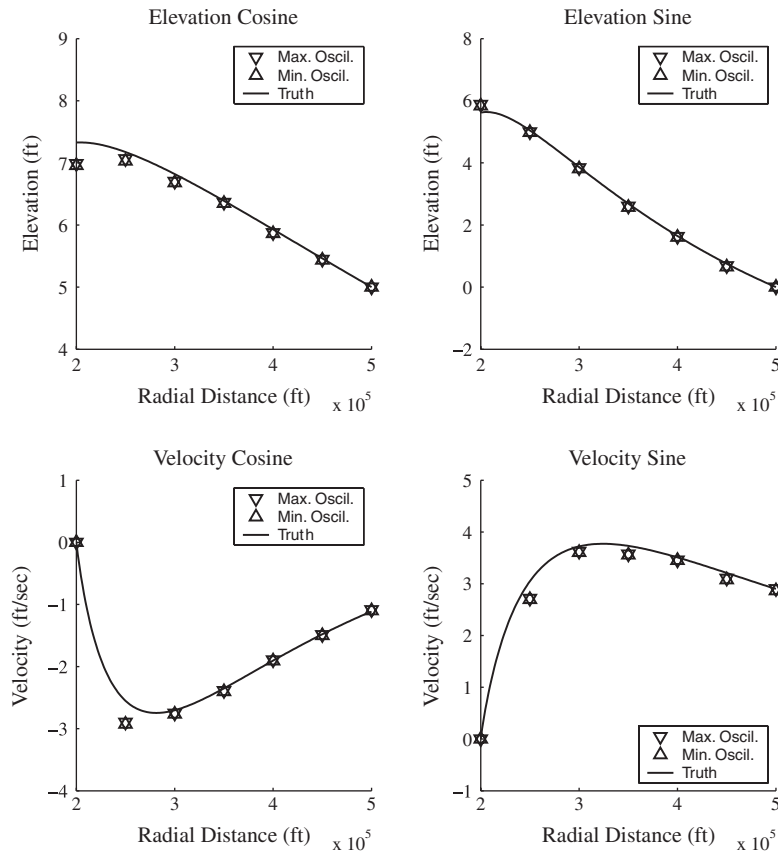 Elevation Cosine
Max. Oscil.
Min. Oscil.
Truth
9
8
7
6
5
4
Elevation (ft)
2 3 4 5
Radial Distance (ft) x 10^5
Elevation Sine
Max. Oscil.
Min. Oscil.
Truth
8
6
4
2
0
−2
Elevation (ft)
2 3 4 5
Radial Distance (ft) x 10^5
Velocity Cosine
Max. Oscil.
Min. Oscil.
Truth
1
0
−1
−2
−3
−4
Velocity (ft/sec)
2 3 4 5
Radial Distance (ft) x 10^5
Velocity Sine
5
4
3
2
1
0
−1
Velocity (ft/sec)
Max. Oscil.
Min. Oscil.
Truth
2 3 4 5
Radial Distance (ft) x 10^5